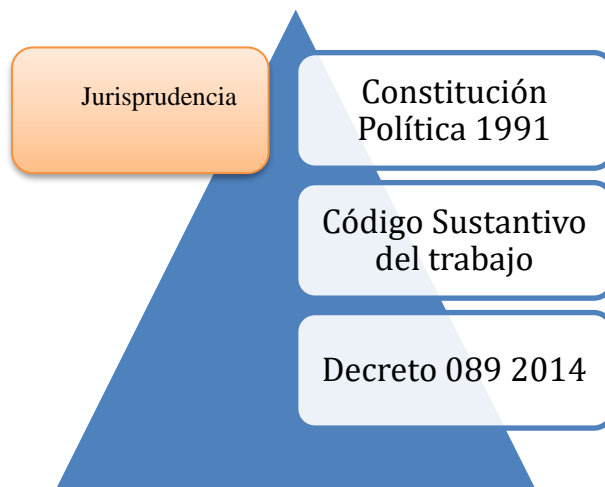 Jurisprudencia
Constitución
Política 1991
Código Sustantivo
del trabajo
Decreto 089 2014